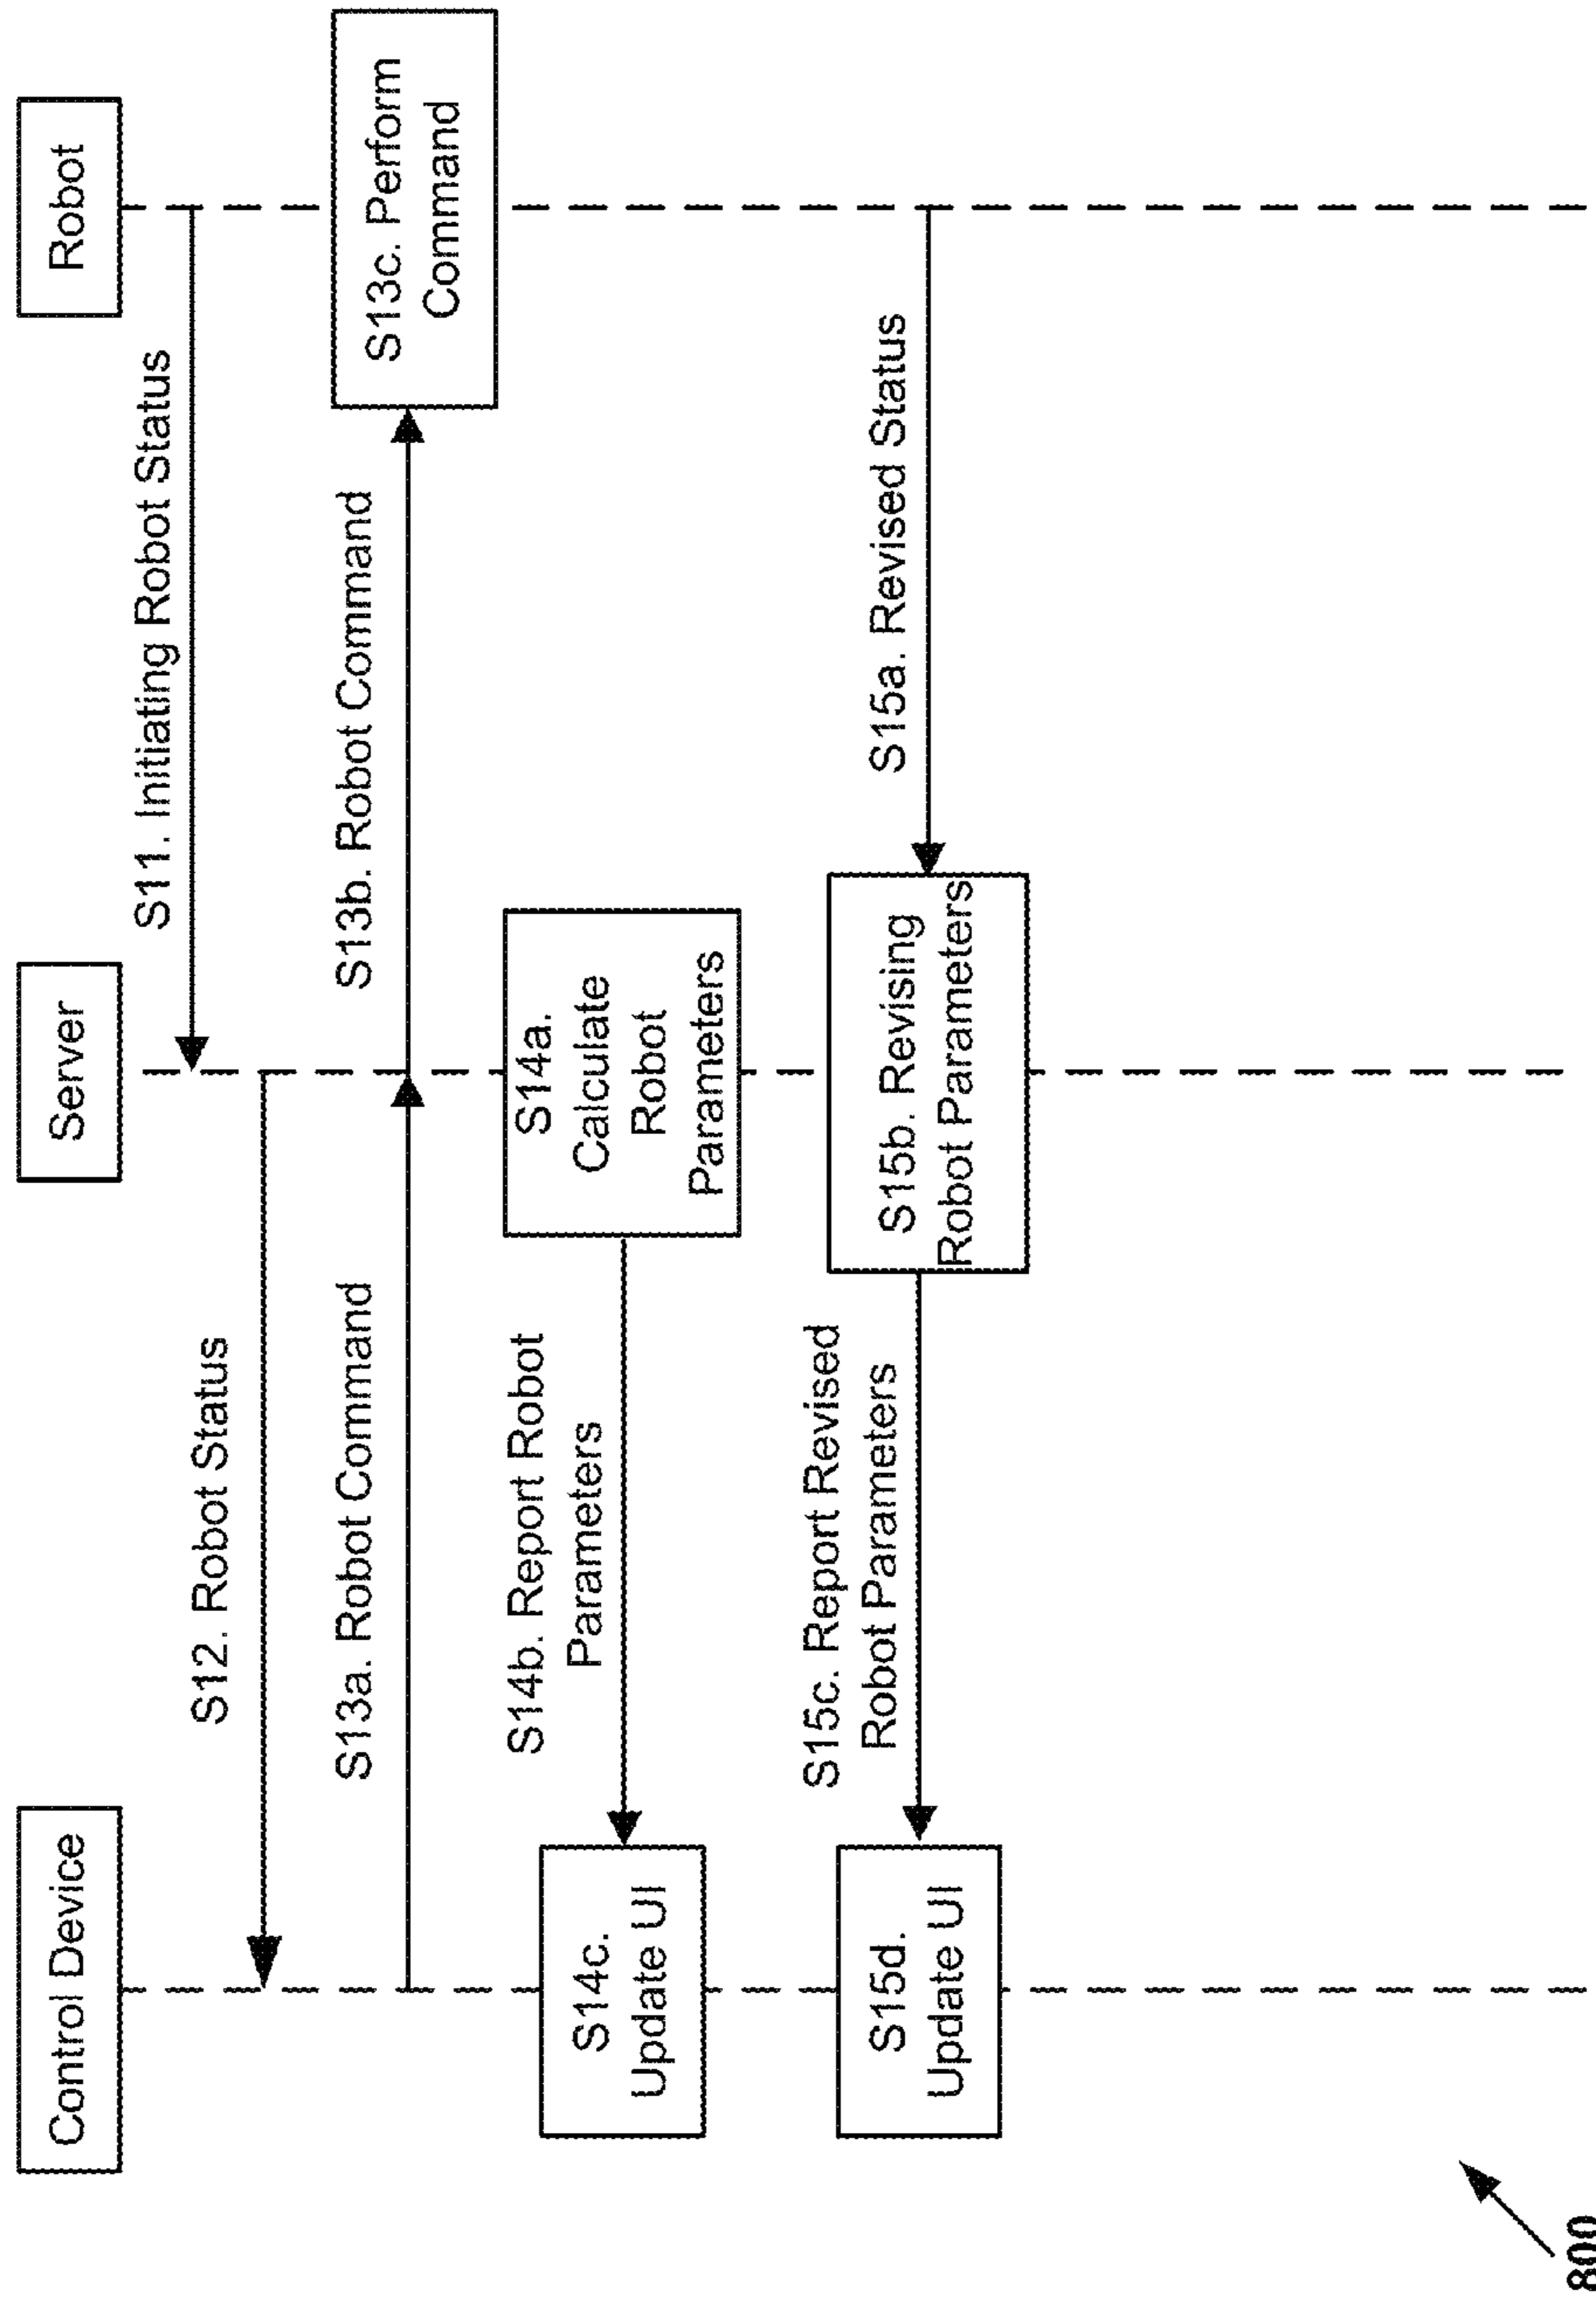 Control Device
Server
Robot
S11. Initiating Robot Status
S12. Robot Status
S13a. Robot Command
S13b. Robot Command
S13c. Perform
Command
S14a.
Calculate
Robot
Parameters
S14b. Report Robot
Parameters
S14c.
Update UI
S15a. Revised Status
S15b. Revising
Robot Parameters
S15c. Report Revised
Robot Parameters
S15d.
Update UI
800